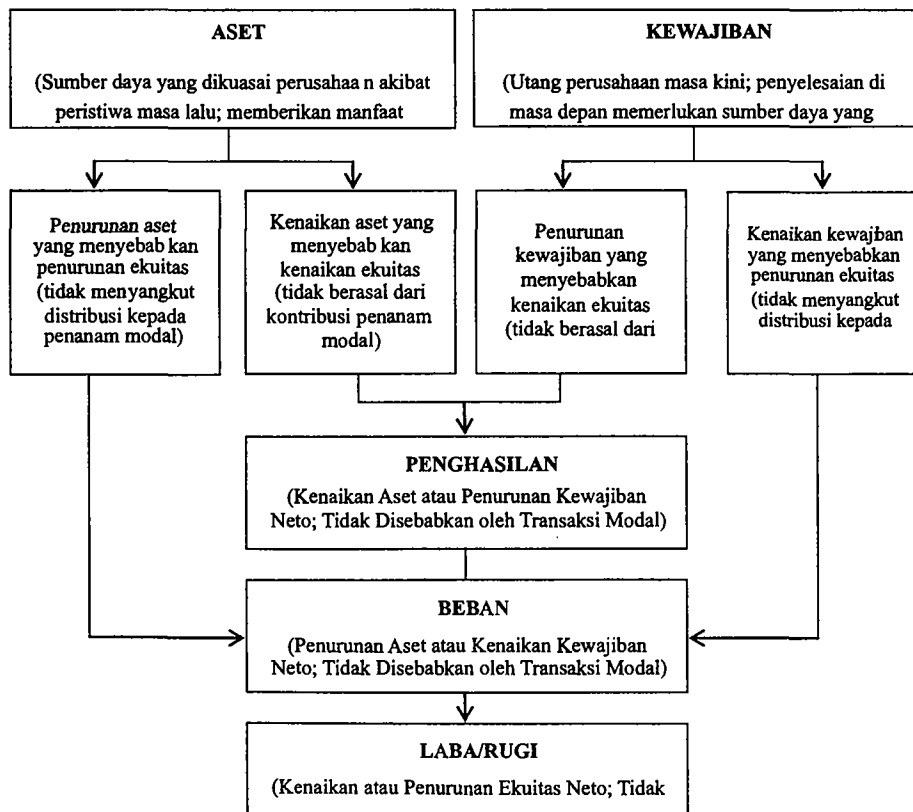 ASET
(Sumber daya yang dikuasai perusahaa n akibat
peristiwa masa lalu; memberikan manfaat
KEWAJIBAN
(Utang perusahaan masa kini; penyelesaian di
masa depan memerlukan sumber daya yang
Penurunan aset
yang menyebab kan
penurunan ekuitas
(tidak menyangkut
distribusi kepada
penanam modal)
Kenaikan aset yang
menyebab kan
kenaikan ekuitas
(tidak berasal dari
kontribusi penanam
modal)
Penurunan
kewajiban yang
menyebabkan
kenaikan ekuitas
(tidak berasal dari
Kenaikan kewajiban
yang menyebabkan
penurunan ekuitas
(tidak menyangkut
distribusi kepada
PENGHASILAN
(Kenaikan Aset atau Penurunan Kewajiban
Neto; Tidak Disebabkan oleh Transaksi Modal)
BEBAN
(Penurunan Aset atau Kenaikan Kewajiban
Neto; Tidak Disebabkan oleh Transaksi Modal)
LABA/RUGI
(Kenaikan atau Penurunan Ekuitas Neto; Tidak